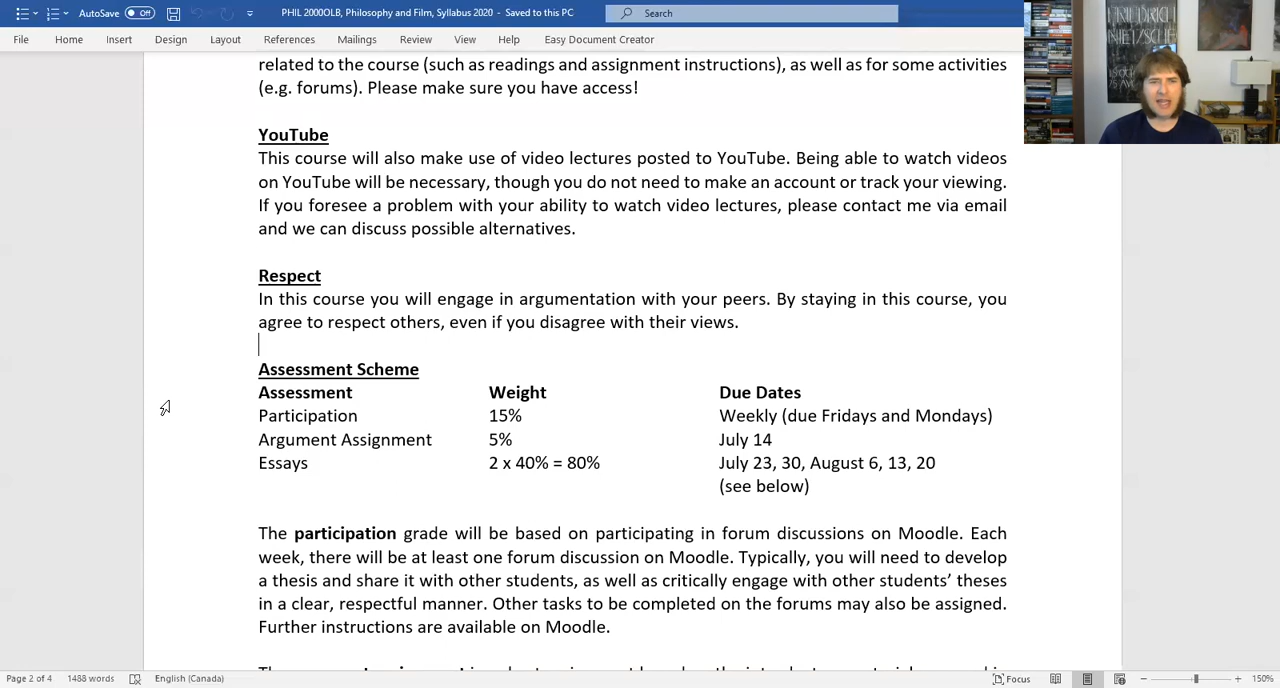 AutoSave Off PHIL 2000OLB, Philosophy and Film, Syllabus 2020 - Saved to this PC Search
File Home Insert Design Layout References Mailings Review View Help Easy Document Creator
FRIEDRICH
NIETZSCHE
related to the course (such as readings and assignment instructions), as well as for some activities
(e.g. forums). Please make sure you have access!
YouTube
This course will also make use of video lectures posted to YouTube. Being able to watch videos
on YouTube will be necessary, though you do not need to make an account or track your viewing.
If you foresee a problem with your ability to watch video lectures, please contact me via email
and we can discuss possible alternatives.
Respect
In this course you will engage in argumentation with your peers. By staying in this course, you
agree to respect others, even if you disagree with their views.
Assessment Scheme
Assessment Weight Due Dates
Participation 15% Weekly (due Fridays and Mondays)
Argument Assignment 5% July 14
Essays 2 x 40% = 80% July 23, 30, August 6, 13, 20
(see below)
The participation grade will be based on participating in forum discussions on Moodle. Each
week, there will be at least one forum discussion on Moodle. Typically, you will need to develop
a thesis and share it with other students, as well as critically engage with other students' theses
in a clear, respectful manner. Other tasks to be completed on the forums may also be assigned.
Further instructions are available on Moodle.
Page 2 of 4 1488 words English (Canada) Focus 150%